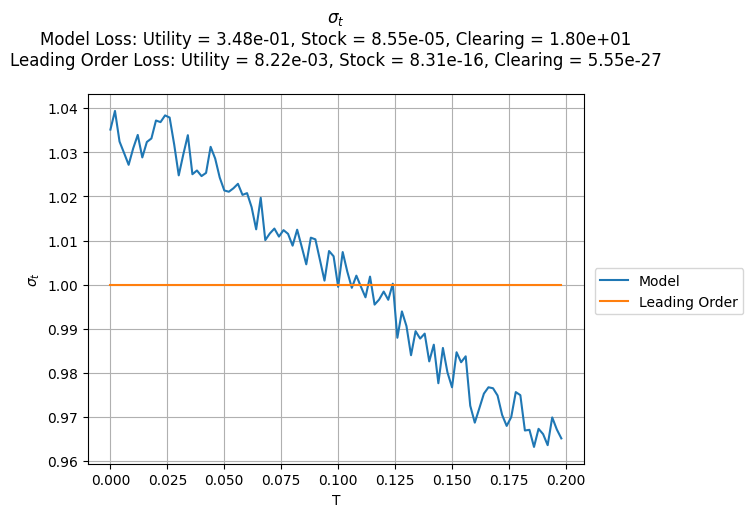 σt
Model Loss: Utility = 3.48e-01, Stock = 8.55e-05, Clearing = 1.80e+01
Leading Order Loss: Utility = 8.22e-03, Stock = 8.31e-16, Clearing = 5.55e-27
1.04
1.03
1.02
1.01
1.00
0.99
0.98
0.97
0.96
σt
0.000 0.025 0.050 0.075 0.100 0.125 0.150 0.175 0.200
T
Model
Leading Order